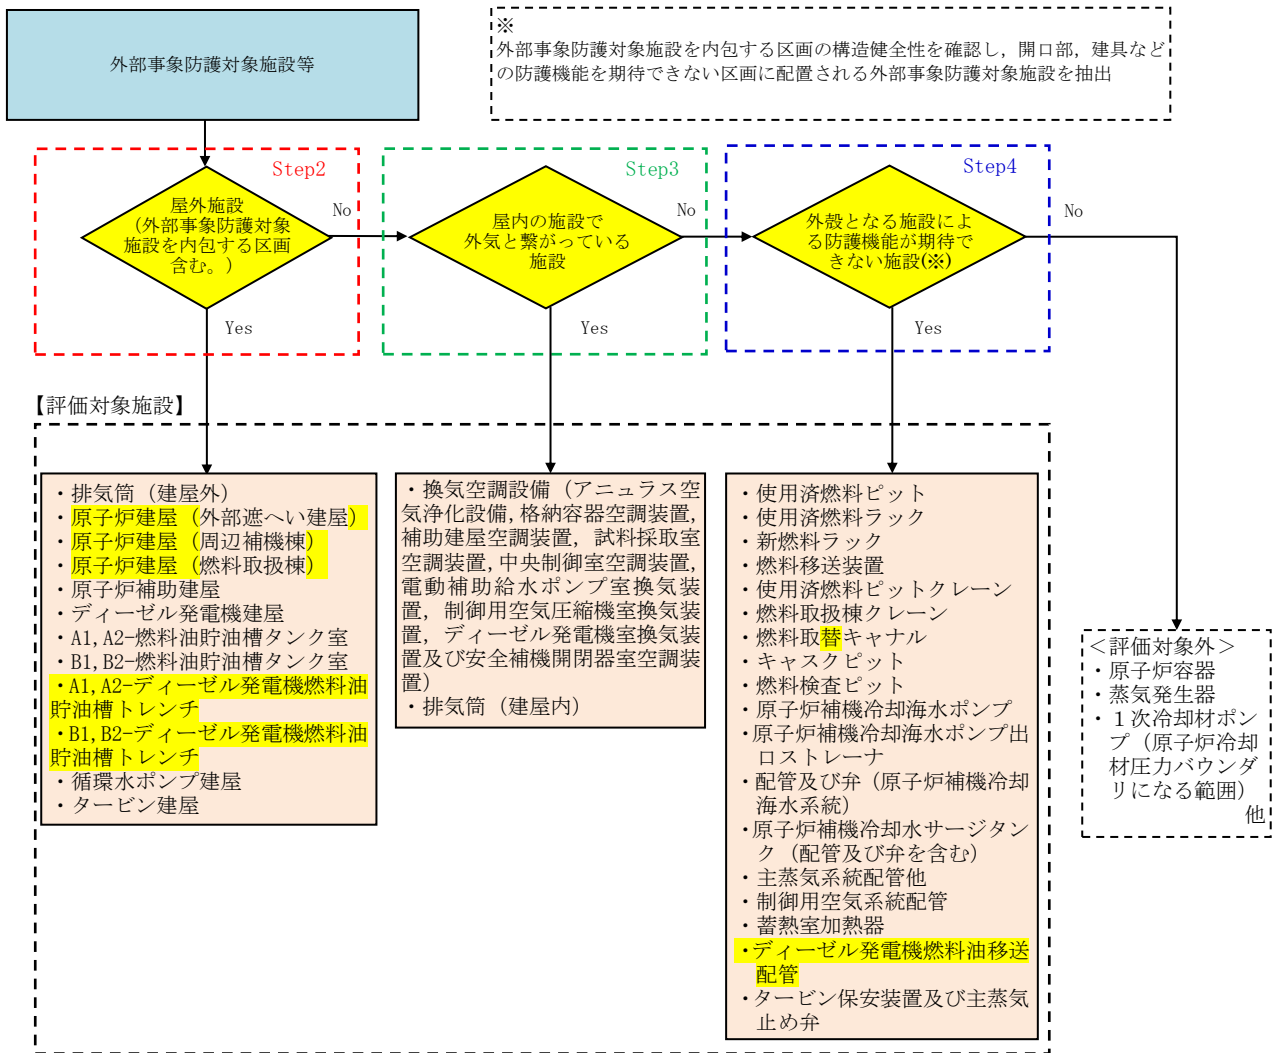 外部事象防護対象施設等
※
外部事象防護対象施設を内包する区画の構造健全性を確認し，開口部，建具など
の防護機能を期待できない区画に配置される外部事象防護対象施設を抽出
Step2
屋外施設
（外部事象防護対象
施設を内包する区画
含む。）
No
Yes
Step3
屋内の施設で
外気と繋がっている
施設
No
Yes
Step4
外殻となる施設によ
る防護機能が期待で
きない施設(※)
No
Yes
【評価対象施設】
・排気筒（建屋外）
・原子炉建屋（外部遮へい建屋）
・原子炉建屋（周辺補機棟）
・原子炉建屋（燃料取扱棟）
・原子炉補助建屋
・ディーゼル発電機建屋
・A1,A2-燃料油貯油槽タンク室
・B1,B2-燃料油貯油槽タンク室
・A1,A2-ディーゼル発電機燃料油
貯油槽トレンチ
・B1,B2-ディーゼル発電機燃料油
貯油槽トレンチ
・循環水ポンプ建屋
・タービン建屋
・換気空調設備（アニュラス空
気浄化設備,格納容器空調装置,
補助建屋空調装置，試料採取室
空調装置,中央制御室空調装置,
電動補助給水ポンプ室換気装
置，制御用空気圧縮機室換気装
置，ディーゼル発電機室換気装
置及び安全補機開閉器室空調装
置）
・排気筒（建屋内）
・使用済燃料ピット
・使用済燃料ラック
・新燃料ラック
・燃料移送装置
・使用済燃料ピットクレーン
・燃料取扱棟クレーン
・燃料取替キャナル
・キャスクピット
・燃料検査ピット
・原子炉補機冷却海水ポンプ
・原子炉補機冷却海水ポンプ出
口ストレーナ
・配管及び弁（原子炉補機冷却
海水系統）
・原子炉補機冷却水サージタン
ク（配管及び弁を含む）
・主蒸気系統配管他
・制御用空気系統配管
・蓄熱室加熱器
・ディーゼル発電機燃料油移送
配管
・タービン保安装置及び主蒸気
止め弁
＜評価対象外＞
・原子炉容器
・蒸気発生器
・１次冷却材ポン
プ（原子炉冷却
材圧力バウンダ
リになる範囲）
他